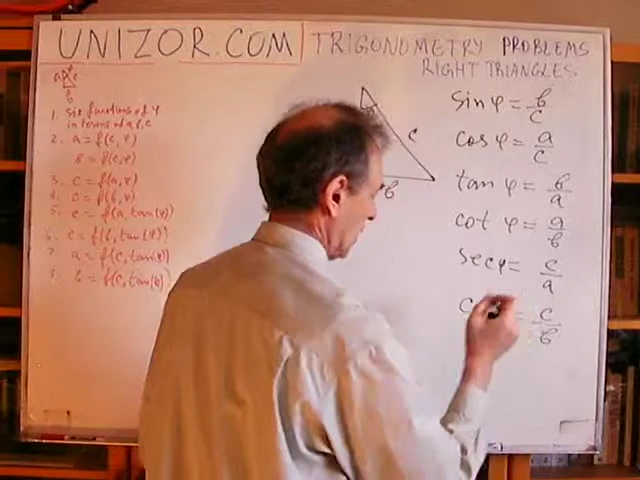 UNIZOR.COM
TRIGONOMETRY PROBLEMS
RIGHT TRIANGLES
a c
b
1. Six functions of φ
in terms of a, b, c
2. a = f(c, φ)
b = f(c, φ)
3. c = f(a, φ)
4. c = f(b, φ)
5. c = f(a, tan(φ))
6. c = f(b, tan(φ))
7. a = f(c, tan(φ))
b = f(c, tan(φ))
c
b
sin φ = b/c
cos φ = a/c
tan φ = b/a
cot φ = a/b
sec φ = c/a
c = c/b